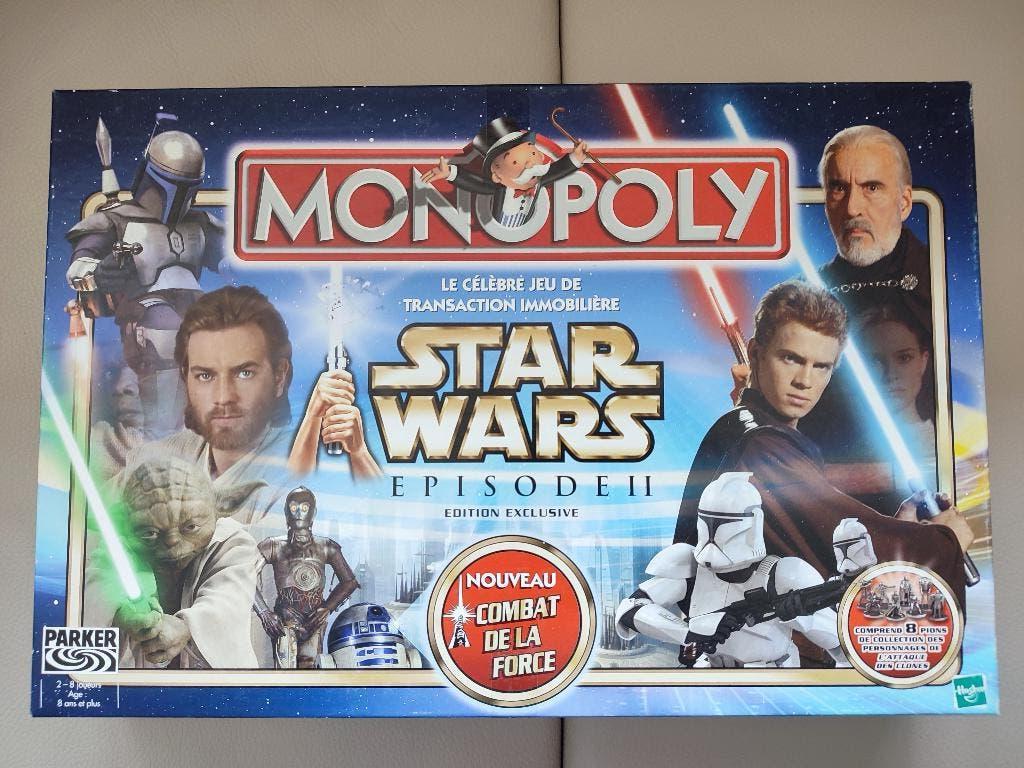 MONOPOLY
LE CÉLÈBRE JEU DE
TRANSACTION IMMOBILIÈRE
STAR
WARS
EPISODE II
EDITION EXCLUSIVE
NOUVEAU
COMBAT
DE LA
FORCE
COMPREND 8 PIONS
DE COLLECTION DES
PERSONNAGES DE
L'ATTAQUE
DES CLONES
PARKER
2-8 joueurs
Age :
8 ans et plus
Hasbro